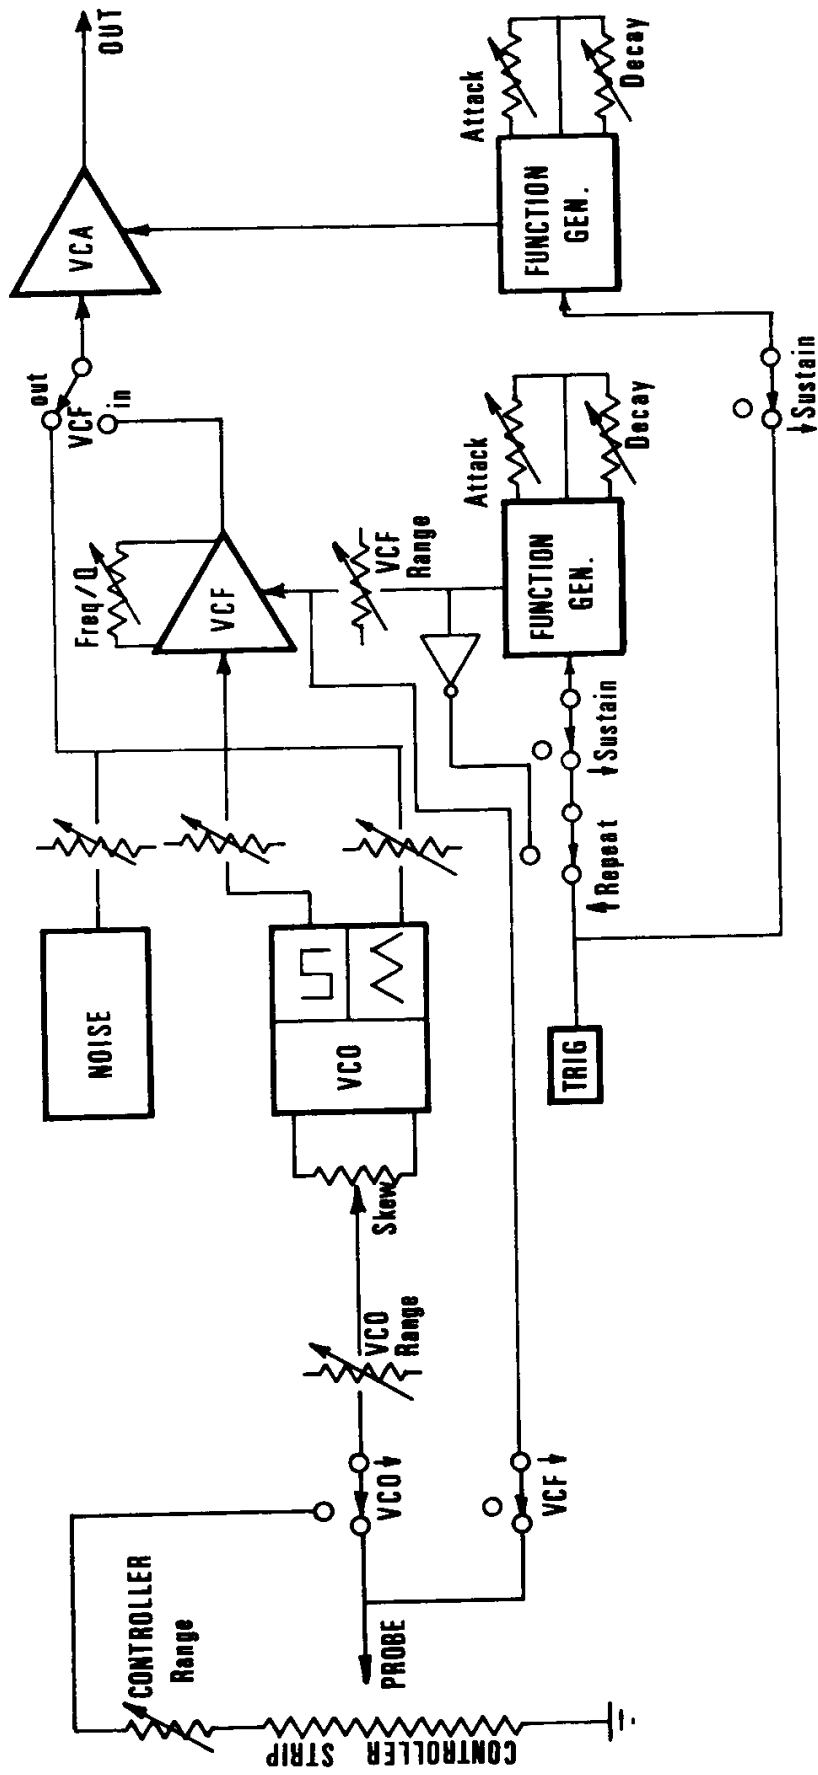 CONTROLLER
Range
CONTROLLER STRIP
PROBE
VCO
VCF
VCO
Range
Skew
VCO
NOISE
TRIG
Repeat
Sustain
Freq/Q
VCF
VCF
Range
FUNCTION
GEN.
Attack
Decay
out
VCF
in
Sustain
VCA
FUNCTION
GEN.
Attack
Decay
OUT